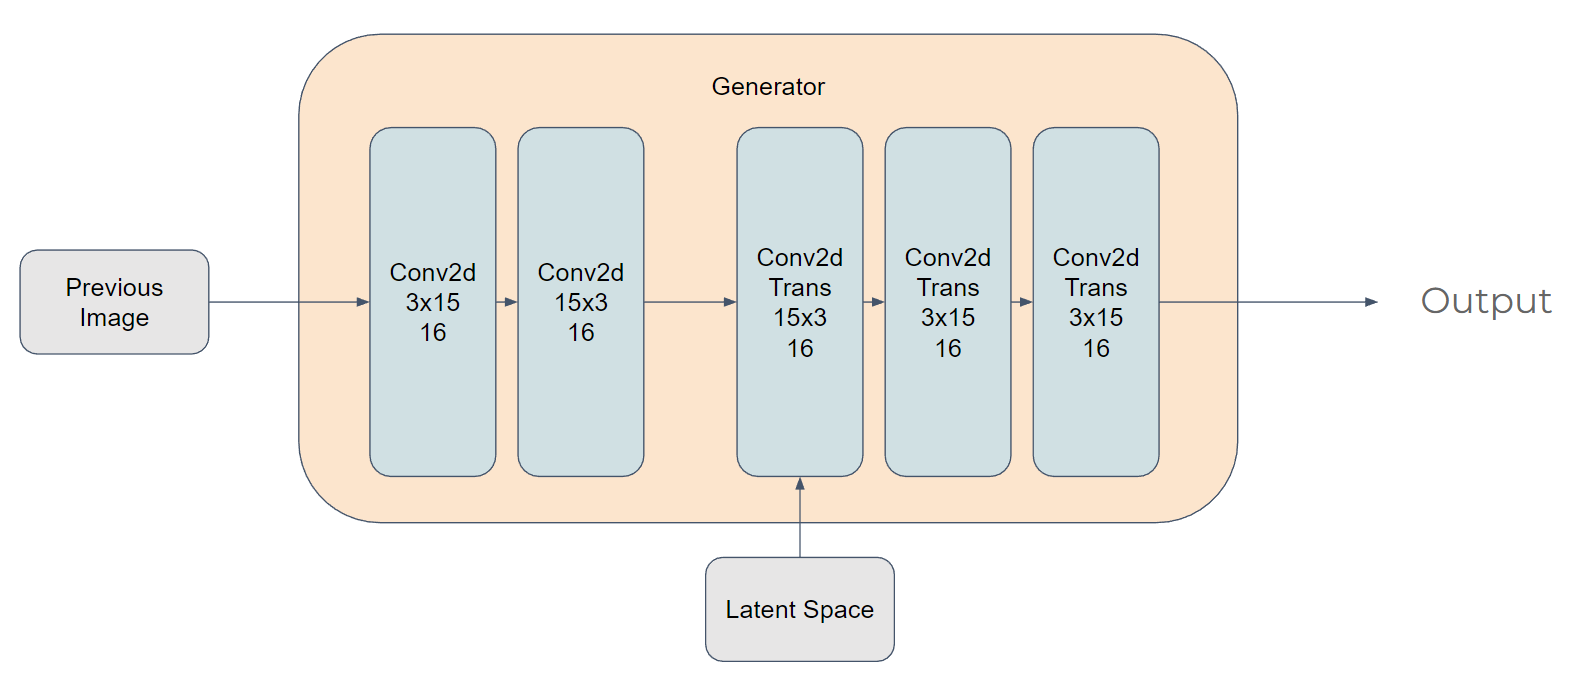 Generator
Previous
Image
Conv2d
3x15
16
Conv2d
15x3
16
Conv2d
Trans
15x3
16
Conv2d
Trans
3x15
16
Conv2d
Trans
3x15
16
Output
Latent Space